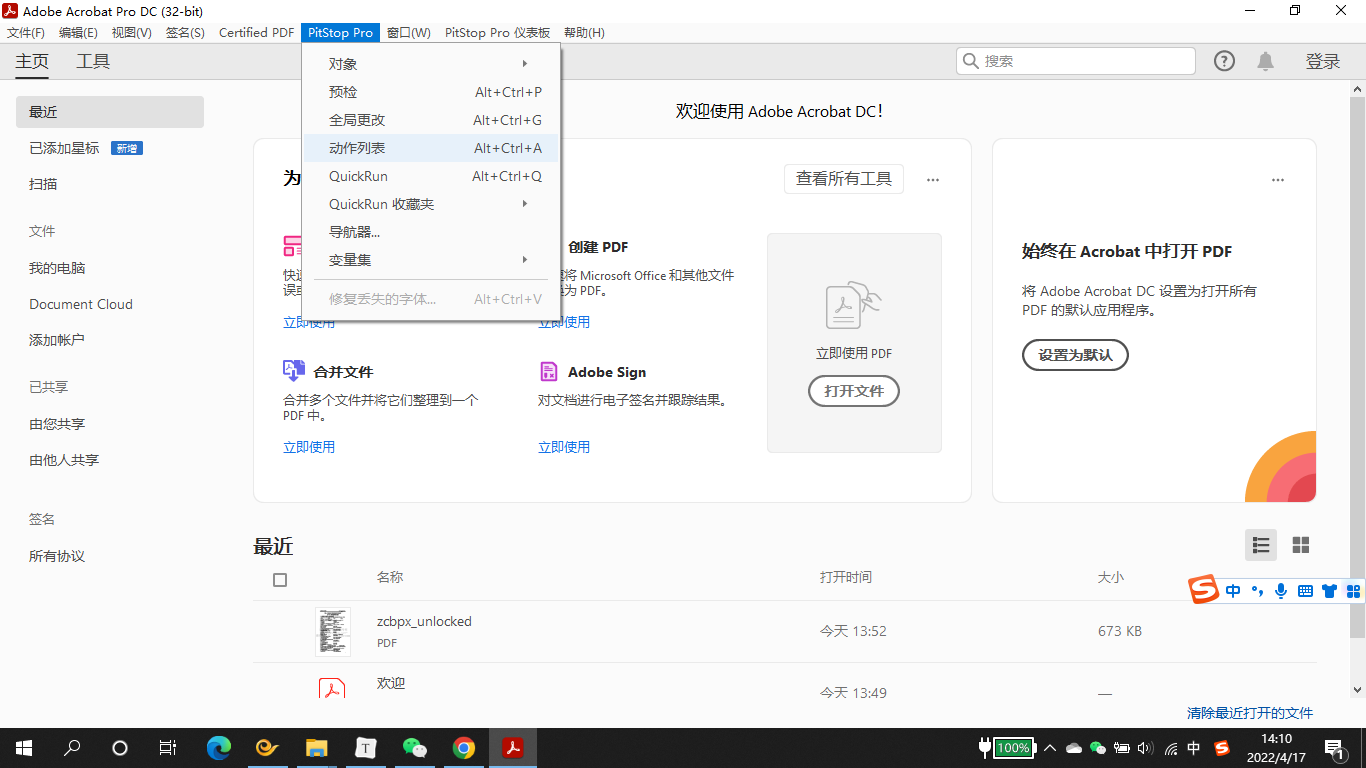 Adobe Acrobat Pro DC (32-bit)
文件(F) 编辑(E) 视图(V) 签名(S) Certified PDF PitStop Pro 窗口(W) PitStop Pro 仪表板 帮助(H)
主页 工具 搜索 登录
对象
预检 Alt+Ctrl+P
全局更改 Alt+Ctrl+G
动作列表 Alt+Ctrl+A
QuickRun Alt+Ctrl+Q
QuickRun 收藏夹
导航器...
变量集
修复丢失的字体... Alt+Ctrl+V
最近
已添加星标 新增
扫描
文件
我的电脑
Document Cloud
添加帐户
已共享
由您共享
由他人共享
签名
所有协议
欢迎使用 Adobe Acrobat DC!
为
查看所有工具 ...
快速
误或
立即使用
创建 PDF
将 Microsoft Office 和其他文件
为 PDF。
立即使用
合并文件
合并多个文件并将它们整理到一个
PDF 中。
立即使用
Adobe Sign
对文档进行电子签名并跟踪结果。
立即使用
立即使用 PDF
打开文件
...
始终在 Acrobat 中打开 PDF
将 Adobe Acrobat DC 设置为打开所有
PDF 的默认应用程序。
设置为默认
最近
名称 打开时间 大小
zcbpx_unlocked 今天 13:52 673 KB
PDF
欢迎 今天 13:49 —
清除最近打开的文件
S 中
T 100% 中 S
14:10
2022/4/17
1